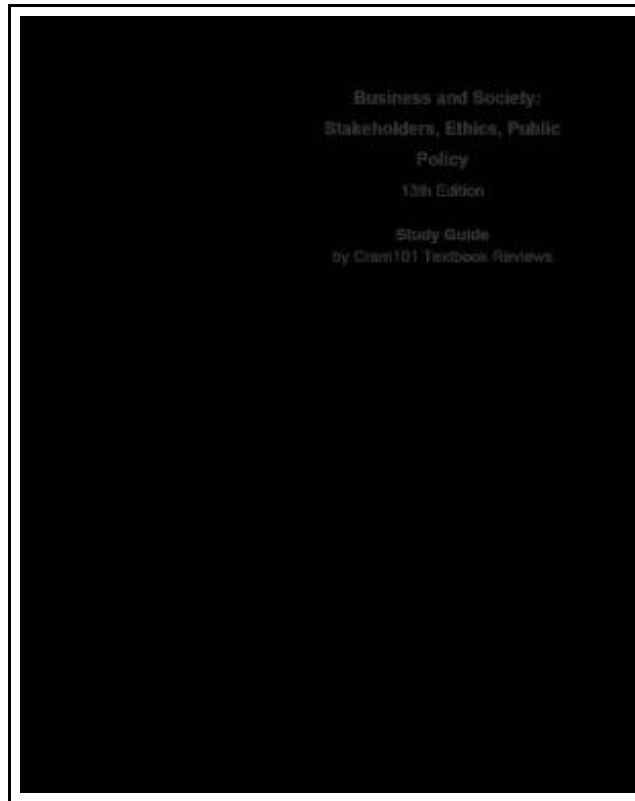 Business and Society:
Stakeholders, Ethics, Public
Policy
13th Edition
Study Guide
by Cram101 Textbook Reviews